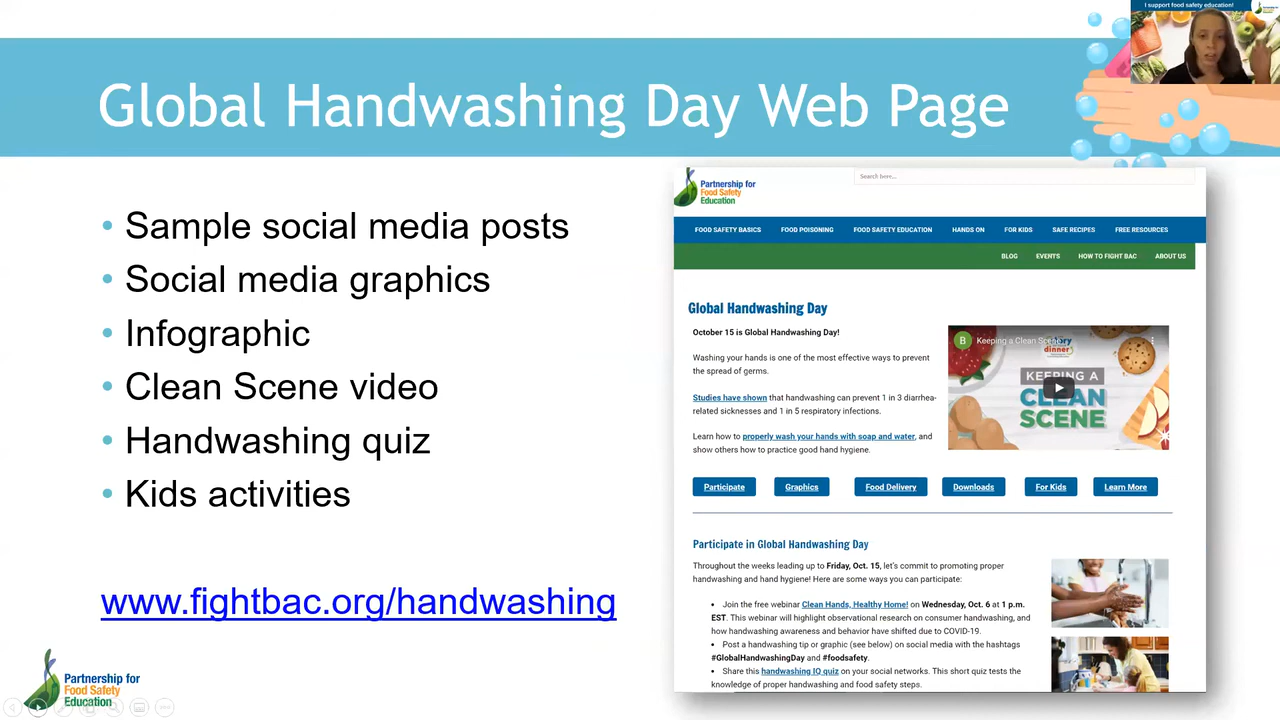 I support food safety education!
Global Handwashing Day Web Page
• Sample social media posts
• Social media graphics
• Infographic
• Clean Scene video
• Handwashing quiz
• Kids activities
www.fightbac.org/handwashing
Partnership for
Food Safety
Education
Partnership for
Food Safety
Education
Search here...
FOOD SAFETY BASICS FOOD POISONING FOOD SAFETY EDUCATION HANDS ON FOR KIDS SAFE RECIPES FREE RESOURCES
BLOG EVENTS HOW TO FIGHT BAC ABOUT US
Global Handwashing Day
October 15 is Global Handwashing Day!
Washing your hands is one of the most effective ways to prevent
the spread of germs.
Studies have shown that handwashing can prevent 1 in 3 diarrhea-
related sicknesses and 1 in 5 respiratory infections.
Learn how to properly wash your hands with soap and water, and
show others how to practice good hand hygiene.
B Keeping a Clean Scene
dinner
KEEPING A
CLEAN
SCENE
Participate Graphics Food Delivery Downloads For Kids Learn More
Participate in Global Handwashing Day
Throughout the weeks leading up to Friday, Oct. 15, let's commit to promoting proper
handwashing and hand hygiene! Here are some ways you can participate:
• Join the free webinar Clean Hands, Healthy Home! on Wednesday, Oct. 6 at 1 p.m.
EST. This webinar will highlight observational research on consumer handwashing, and
how handwashing awareness and behavior have shifted due to COVID-19.
• Post a handwashing tip or graphic (see below) on social media with the hashtags
#GlobalHandwashingDay and #foodsafety.
• Share this handwashing IQ quiz on your social networks. This short quiz tests the
knowledge of proper handwashing and food safety steps.